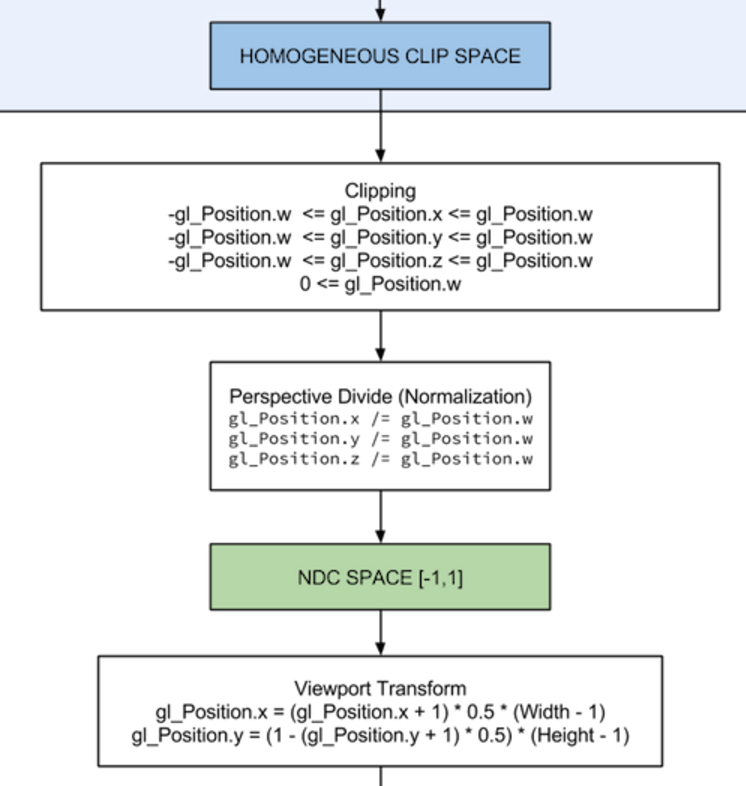 HOMOGENEOUS CLIP SPACE
Clipping
-gl_Position.w <= gl_Position.x <= gl_Position.w
-gl_Position.w <= gl_Position.y <= gl_Position.w
-gl_Position.w <= gl_Position.z <= gl_Position.w
0 <= gl_Position.w
Perspective Divide (Normalization)
gl_Position.x /= gl_Position.w
gl_Position.y /= gl_Position.w
gl_Position.z /= gl_Position.w
NDC SPACE [-1,1]
Viewport Transform
gl_Position.x = (gl_Position.x + 1) * 0.5 * (Width - 1)
gl_Position.y = (1 - (gl_Position.y + 1) * 0.5) * (Height - 1)